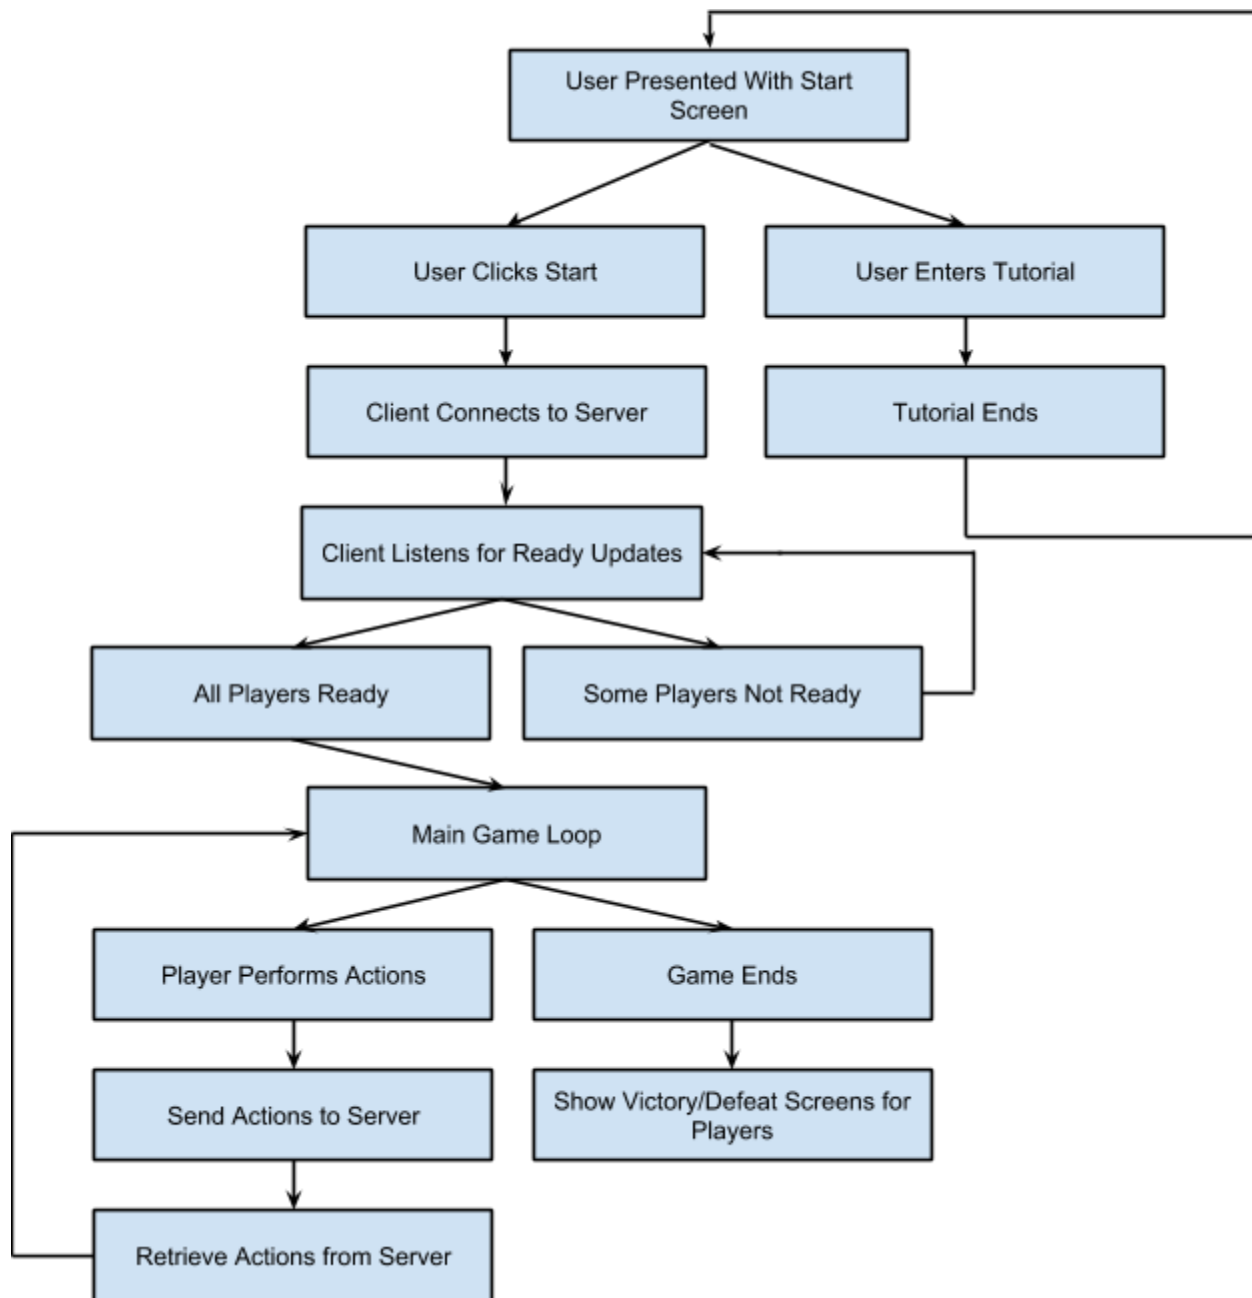 User Presented With Start
Screen
User Clicks Start
User Enters Tutorial
Client Connects to Server
Tutorial Ends
Client Listens for Ready Updates
All Players Ready
Some Players Not Ready
Main Game Loop
Player Performs Actions
Game Ends
Send Actions to Server
Show Victory/Defeat Screens for
Players
Retrieve Actions from Server